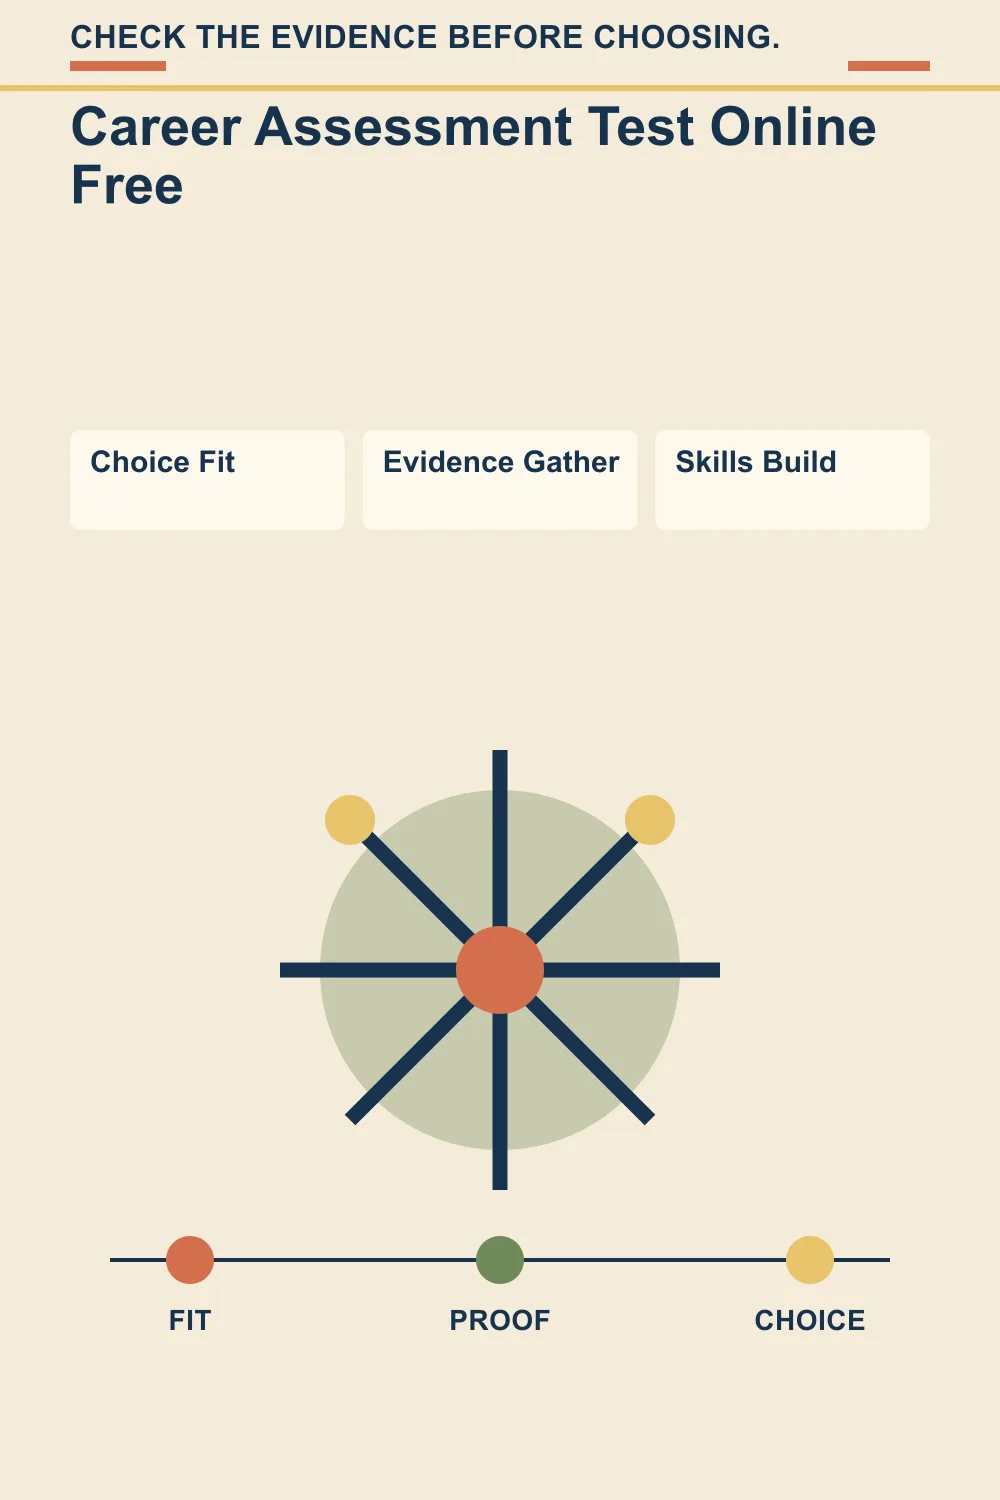 CHECK THE EVIDENCE BEFORE CHOOSING.
Career Assessment Test Online
Free
Choice Fit
Evidence Gather
Skills Build
FIT
PROOF
CHOICE